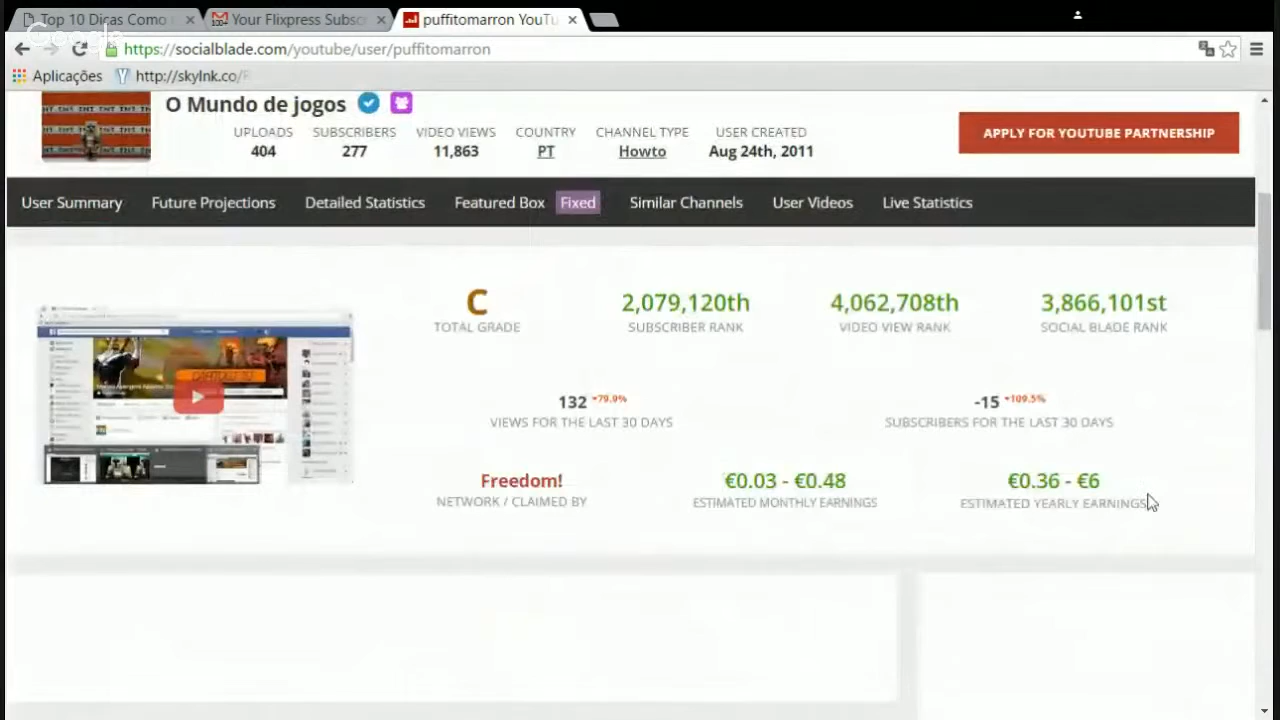 Top 10 Dicas Como
Your Flixpress Subsc
puffitomarron YouTu
Google
https://socialblade.com/youtube/user/puffitomarron
Aplicações
http://skylnk.co/
O Mundo de jogos
UPLOADS SUBSCRIBERS VIDEO VIEWS COUNTRY CHANNEL TYPE USER CREATED
404 277 11,863 PT Howto Aug 24th, 2011
APPLY FOR YOUTUBE PARTNERSHIP
User Summary Future Projections Detailed Statistics Featured Box Fixed Similar Channels User Videos Live Statistics
C 2,079,120th 4,062,708th 3,866,101st
TOTAL GRADE SUBSCRIBER RANK VIDEO VIEW RANK SOCIAL BLADE RANK
132 -79.9% -15 -109.5%
VIEWS FOR THE LAST 30 DAYS SUBSCRIBERS FOR THE LAST 30 DAYS
Freedom! €0.03 - €0.48 €0.36 - €6
NETWORK / CLAIMED BY ESTIMATED MONTHLY EARNINGS ESTIMATED YEARLY EARNINGS